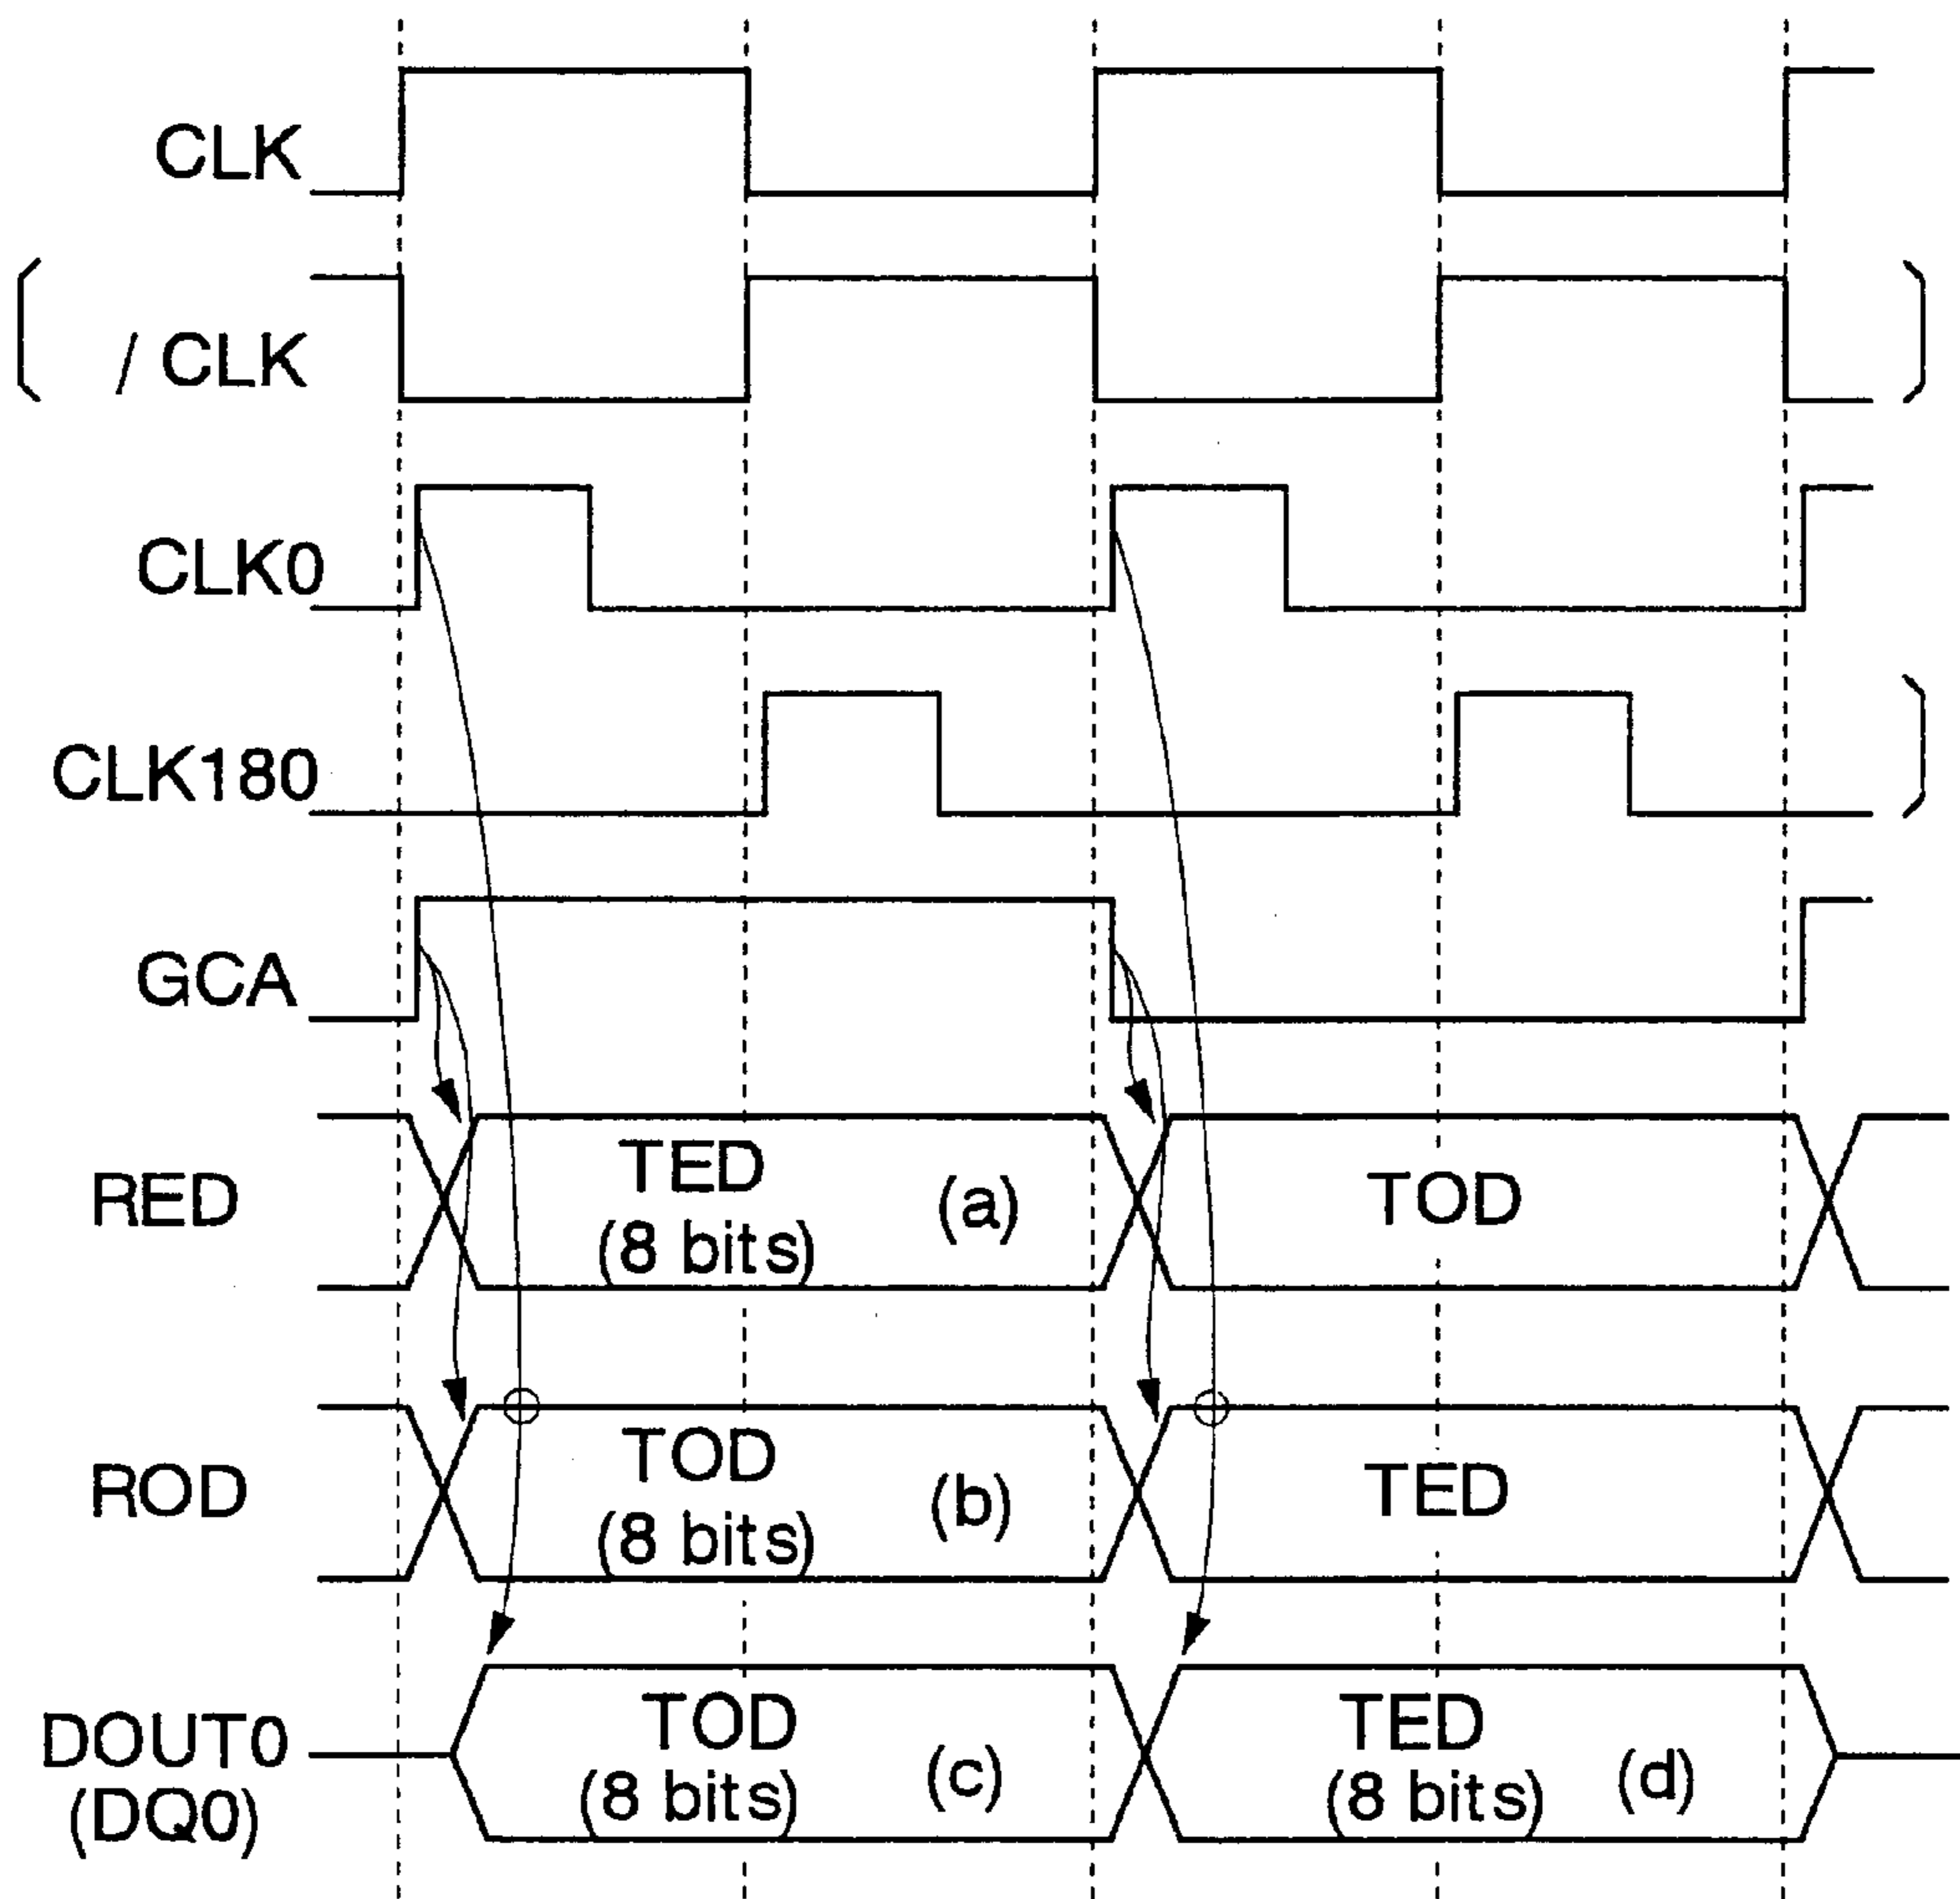 CLK
/ CLK
CLK0
CLK180
GCA
RED
TED
(8 bits)
(a)
TOD
ROD
TOD
(8 bits)
(b)
TED
DOUT0
(DQ0)
TOD
(8 bits)
(c)
TED
(8 bits)
(d)